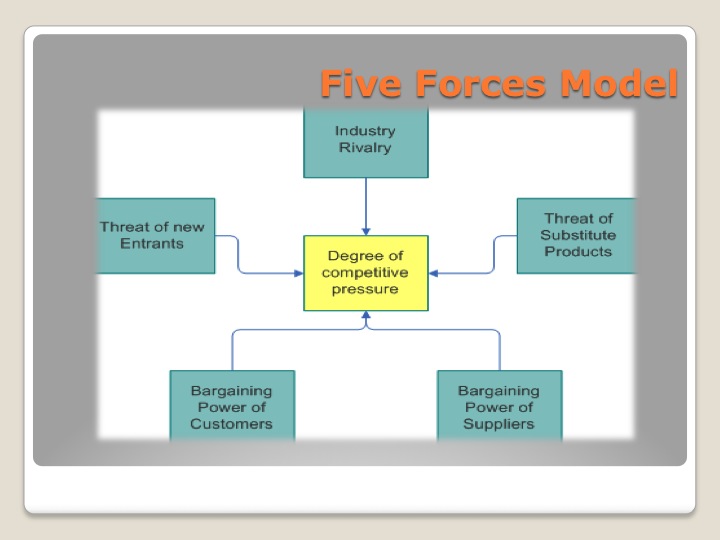 Five Forces Model
Industry
Rivalry
Threat of new
Entrants
Threat of
Substitute
Products
Degree of
competitive
pressure
Bargaining
Power of
Customers
Bargaining
Power of
Suppliers